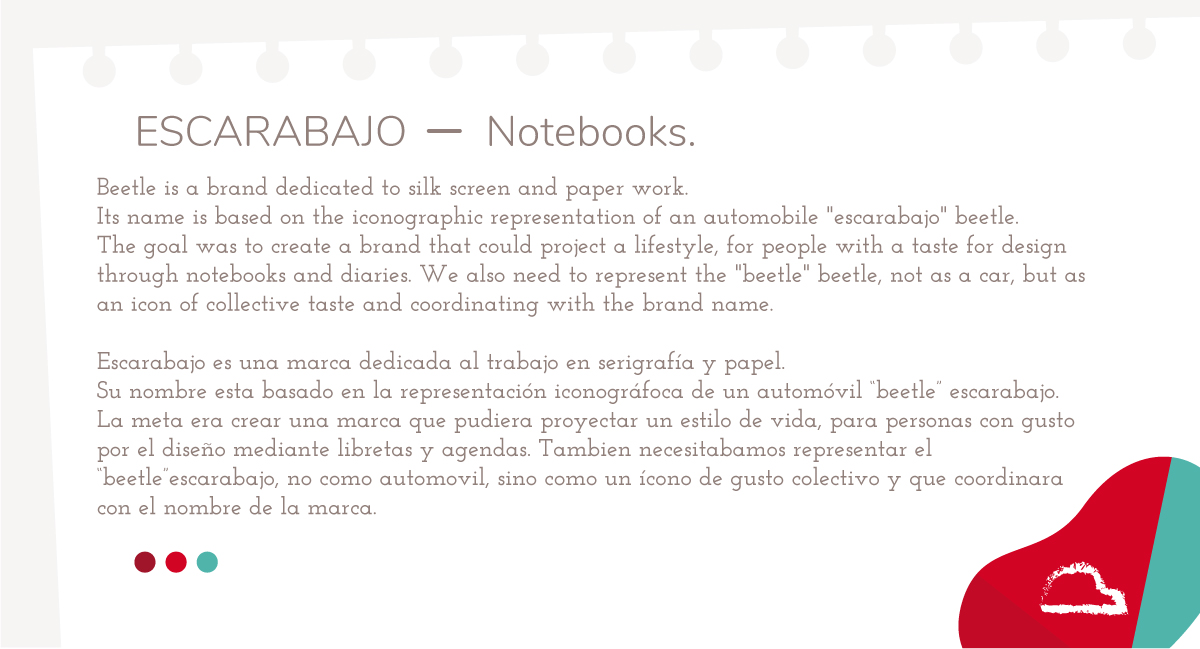 ESCARABAJO — Notebooks.
Beetle is a brand dedicated to silk screen and paper work.
Its name is based on the iconographic representation of an automobile "escarabajo" beetle.
The goal was to create a brand that could project a lifestyle, for people with a taste for design
through notebooks and diaries. We also need to represent the "beetle" beetle, not as a car, but as
an icon of collective taste and coordinating with the brand name.
Escarabajo es una marca dedicada al trabajo en serigrafía y papel.
Su nombre esta basado en la representación iconográfoca de un automóvil “beetle” escarabajo.
La meta era crear una marca que pudiera proyectar un estilo de vida, para personas con gusto
por el diseño mediante libretas y agendas. Tambien necesitabamos representar el
“beetle”escarabajo, no como automovil, sino como un ícono de gusto colectivo y que coordinara
con el nombre de la marca.